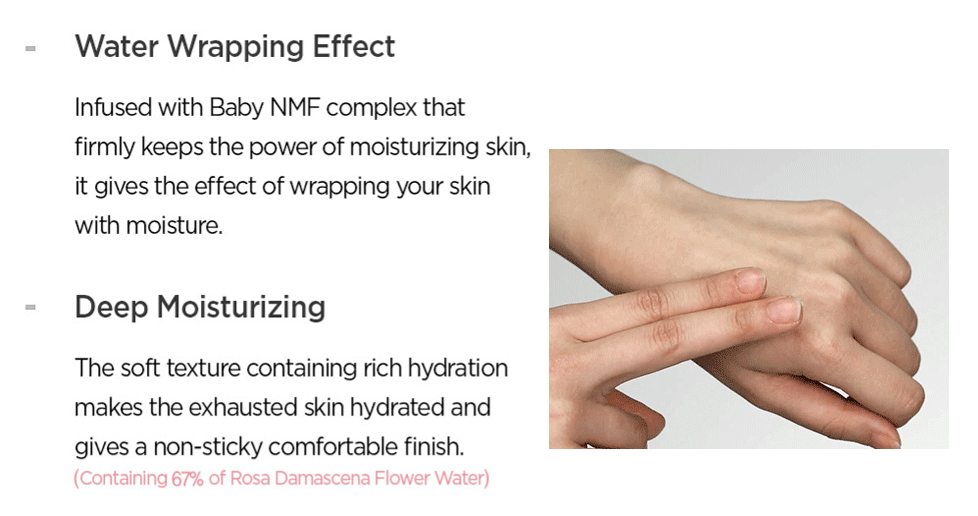 - Water Wrapping Effect
Infused with Baby NMF complex that
firmly keeps the power of moisturizing skin,
it gives the effect of wrapping your skin
with moisture.
- Deep Moisturizing
The soft texture containing rich hydration
makes the exhausted skin hydrated and
gives a non-sticky comfortable finish.
(Containing 67% of Rosa Damascena Flower Water)